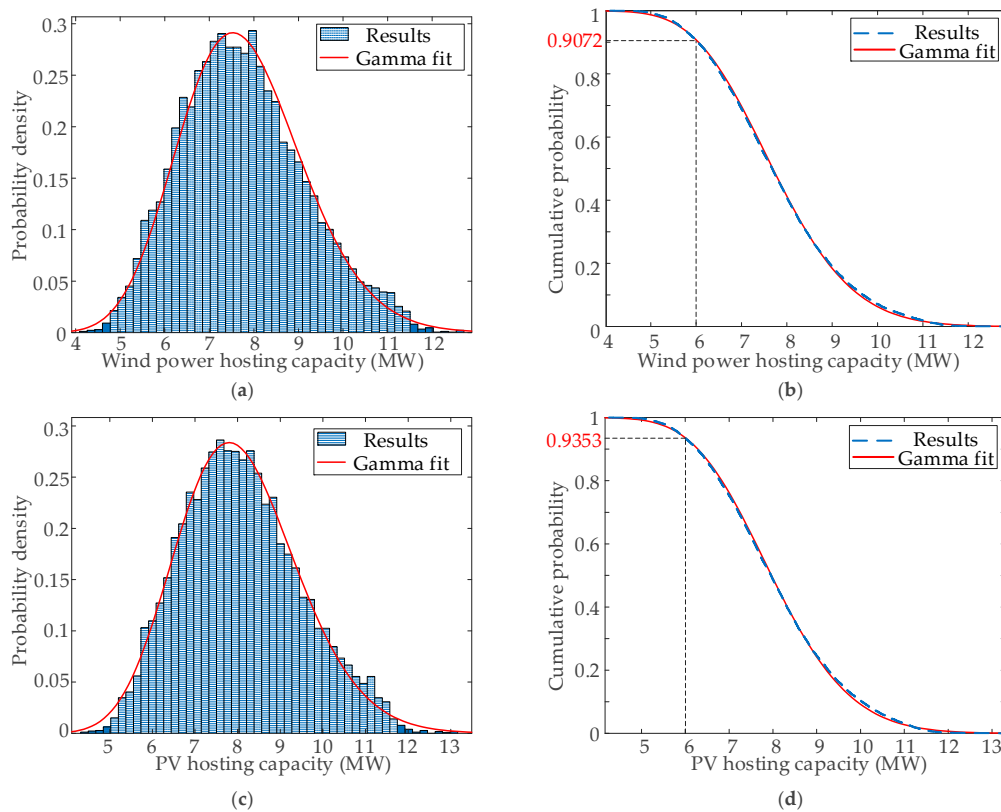 0.3
0.25
0.2
0.15
0.1
0.05
0
Probability density
Results
Gamma fit
4 5 6 7 8 9 10 11 12
Wind power hosting capacity (MW)
(a)
1
0.9072
0.8
0.6
0.4
0.2
0
Cumulative probability
Results
Gamma fit
4 5 6 7 8 9 10 11 12
Wind power hosting capacity (MW)
(b)
0.3
0.25
0.2
0.15
0.1
0.05
0
Probability density
Results
Gamma fit
5 6 7 8 9 10 11 12 13
PV hosting capacity (MW)
(c)
1
0.9353
0.8
0.6
0.4
0.2
0
Cumulative probability
Results
Gamma fit
5 6 7 8 9 10 11 12 13
PV hosting capacity (MW)
(d)